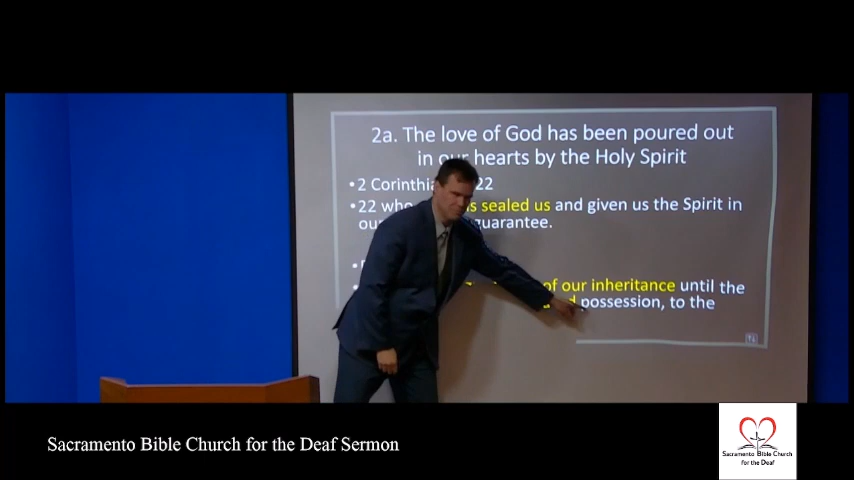 2a. The love of God has been poured out
in our hearts by the Holy Spirit
•2 Corinthia 22
•22 who s sealed us and given us the Spirit in
our guarantee.
•
• of our inheritance until the
possession, to the
Sacramento Bible Church for the Deaf Sermon
Sacramento Bible Church
for the Deaf